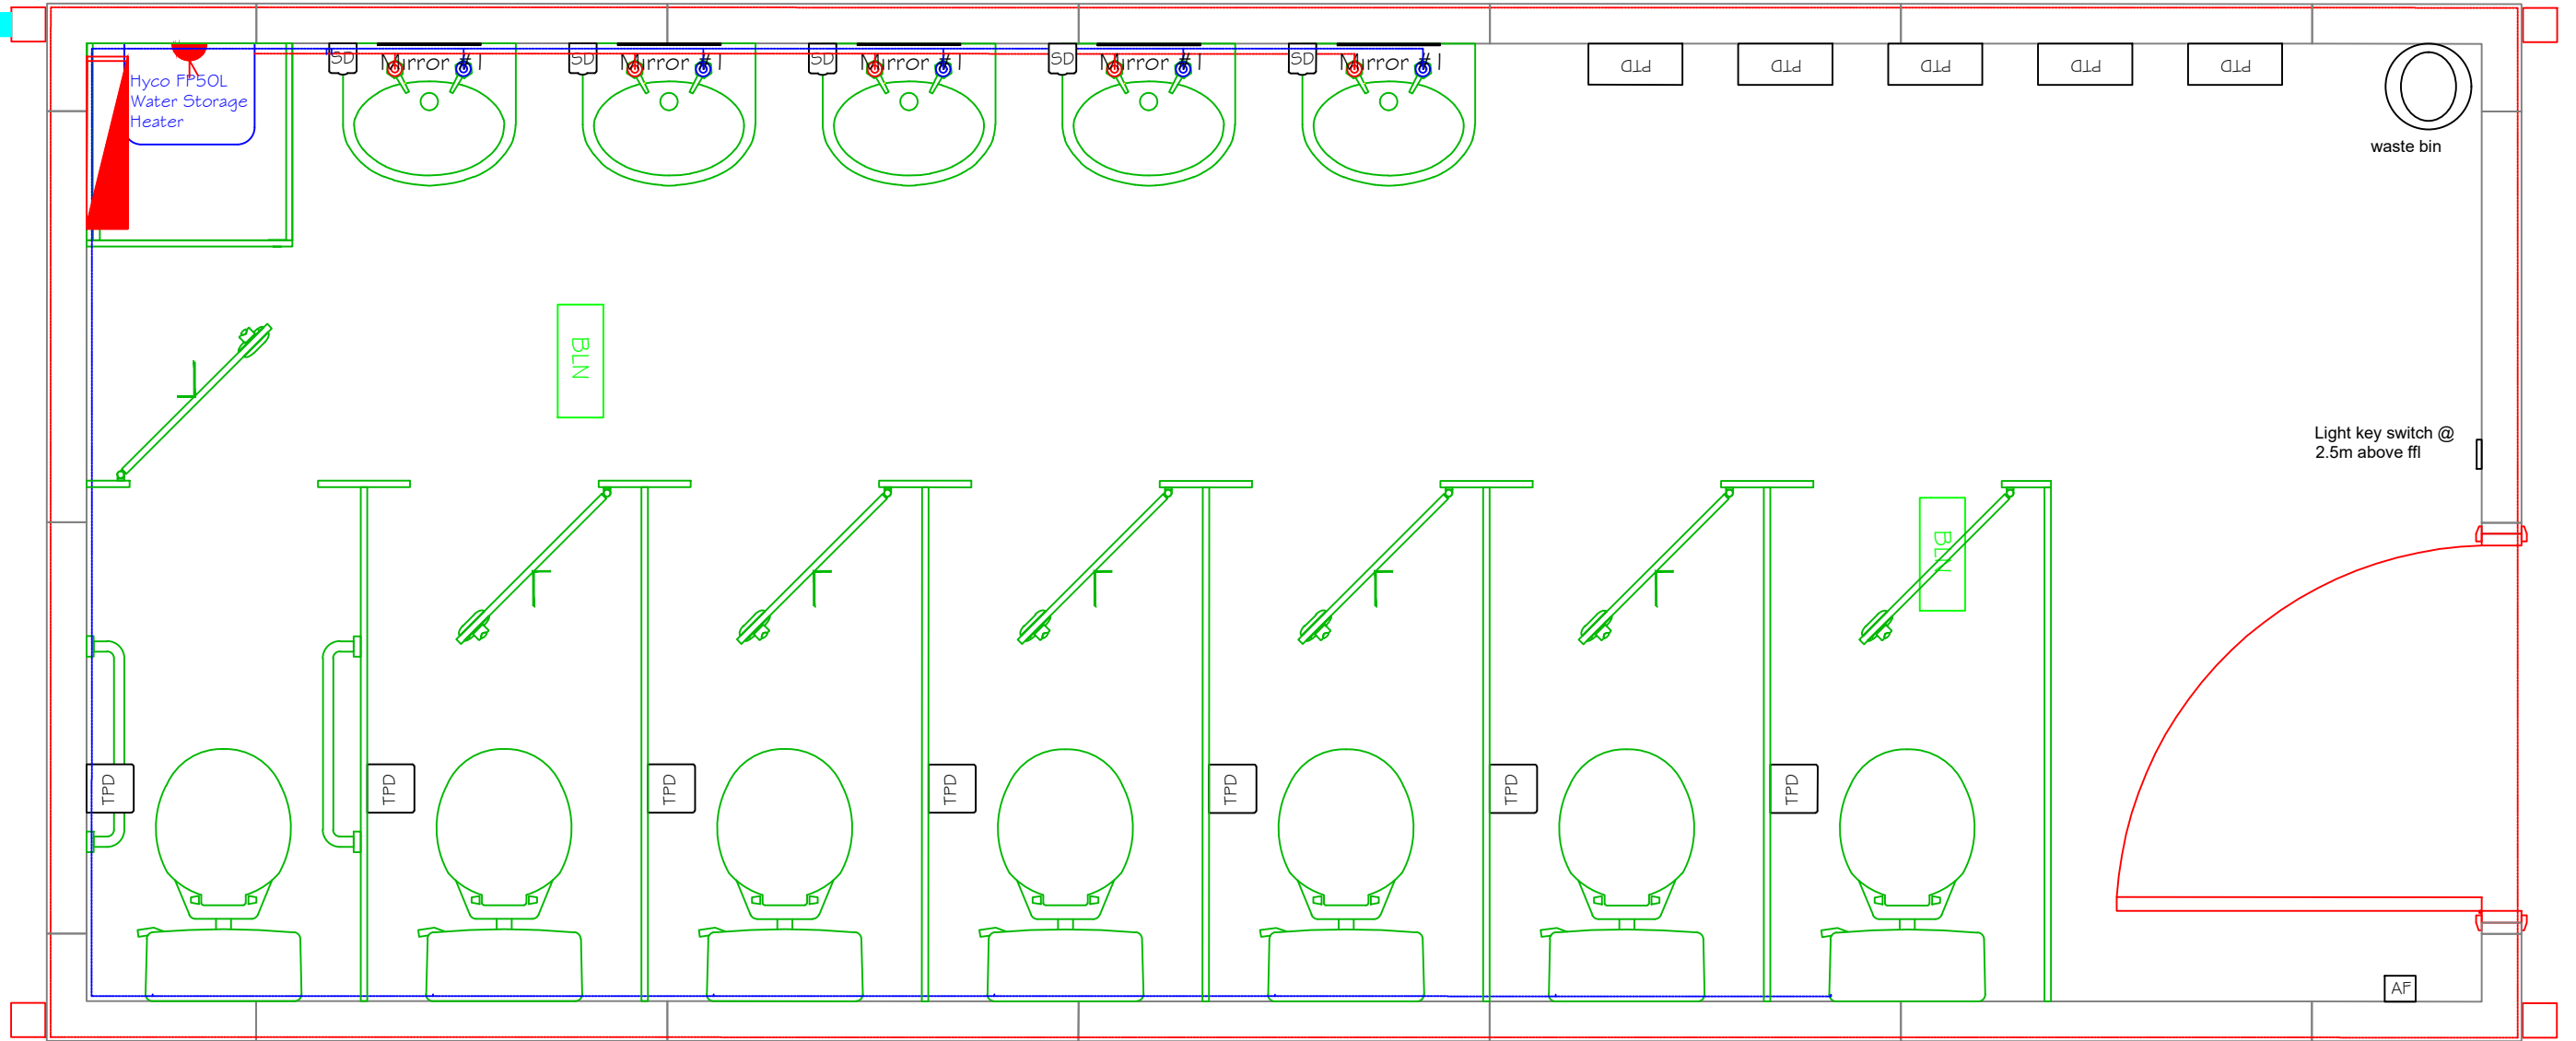 SD
Mirror #1
SD
Mirror #1
SD
Mirror #1
SD
Mirror #1
SD
Mirror #1
PTD
PTD
PTD
PTD
PTD
Hyco FP50L
Water Storage
Heater
waste bin
BLN
Light key switch @
2.5m above ffl
BLN
TPD
TPD
TPD
TPD
TPD
TPD
TPD
AF